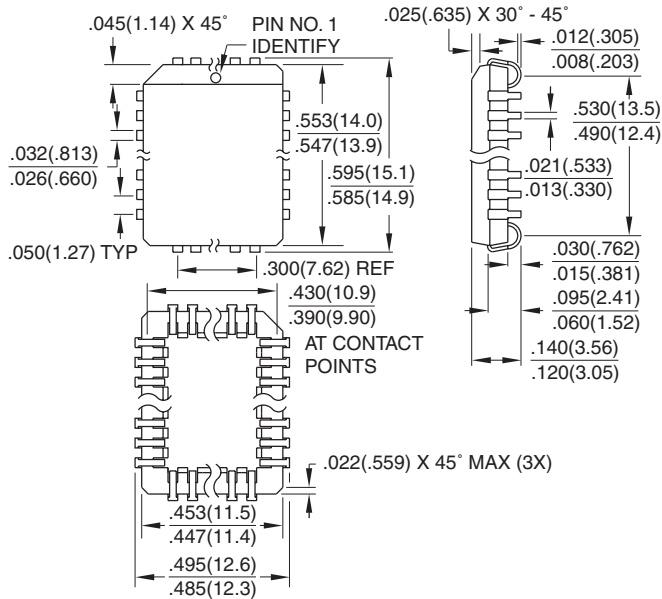 .045(1.14) X 45°
PIN NO. 1
IDENTIFY
.025(.635) X 30° - 45°
.012(.305)
.008(.203)
.553(14.0)
.547(13.9)
.530(13.5)
.490(12.4)
.032(.813)
.026(.660)
.595(15.1)
.585(14.9)
.021(.533)
.013(.330)
.050(1.27) TYP
.300(7.62) REF
.030(.762)
.015(.381)
.430(10.9)
.390(9.90)
AT CONTACT
POINTS
.095(2.41)
.060(1.52)
.140(3.56)
.120(3.05)
.022(.559) X 45° MAX (3X)
.453(11.5)
.447(11.4)
.495(12.6)
.485(12.3)